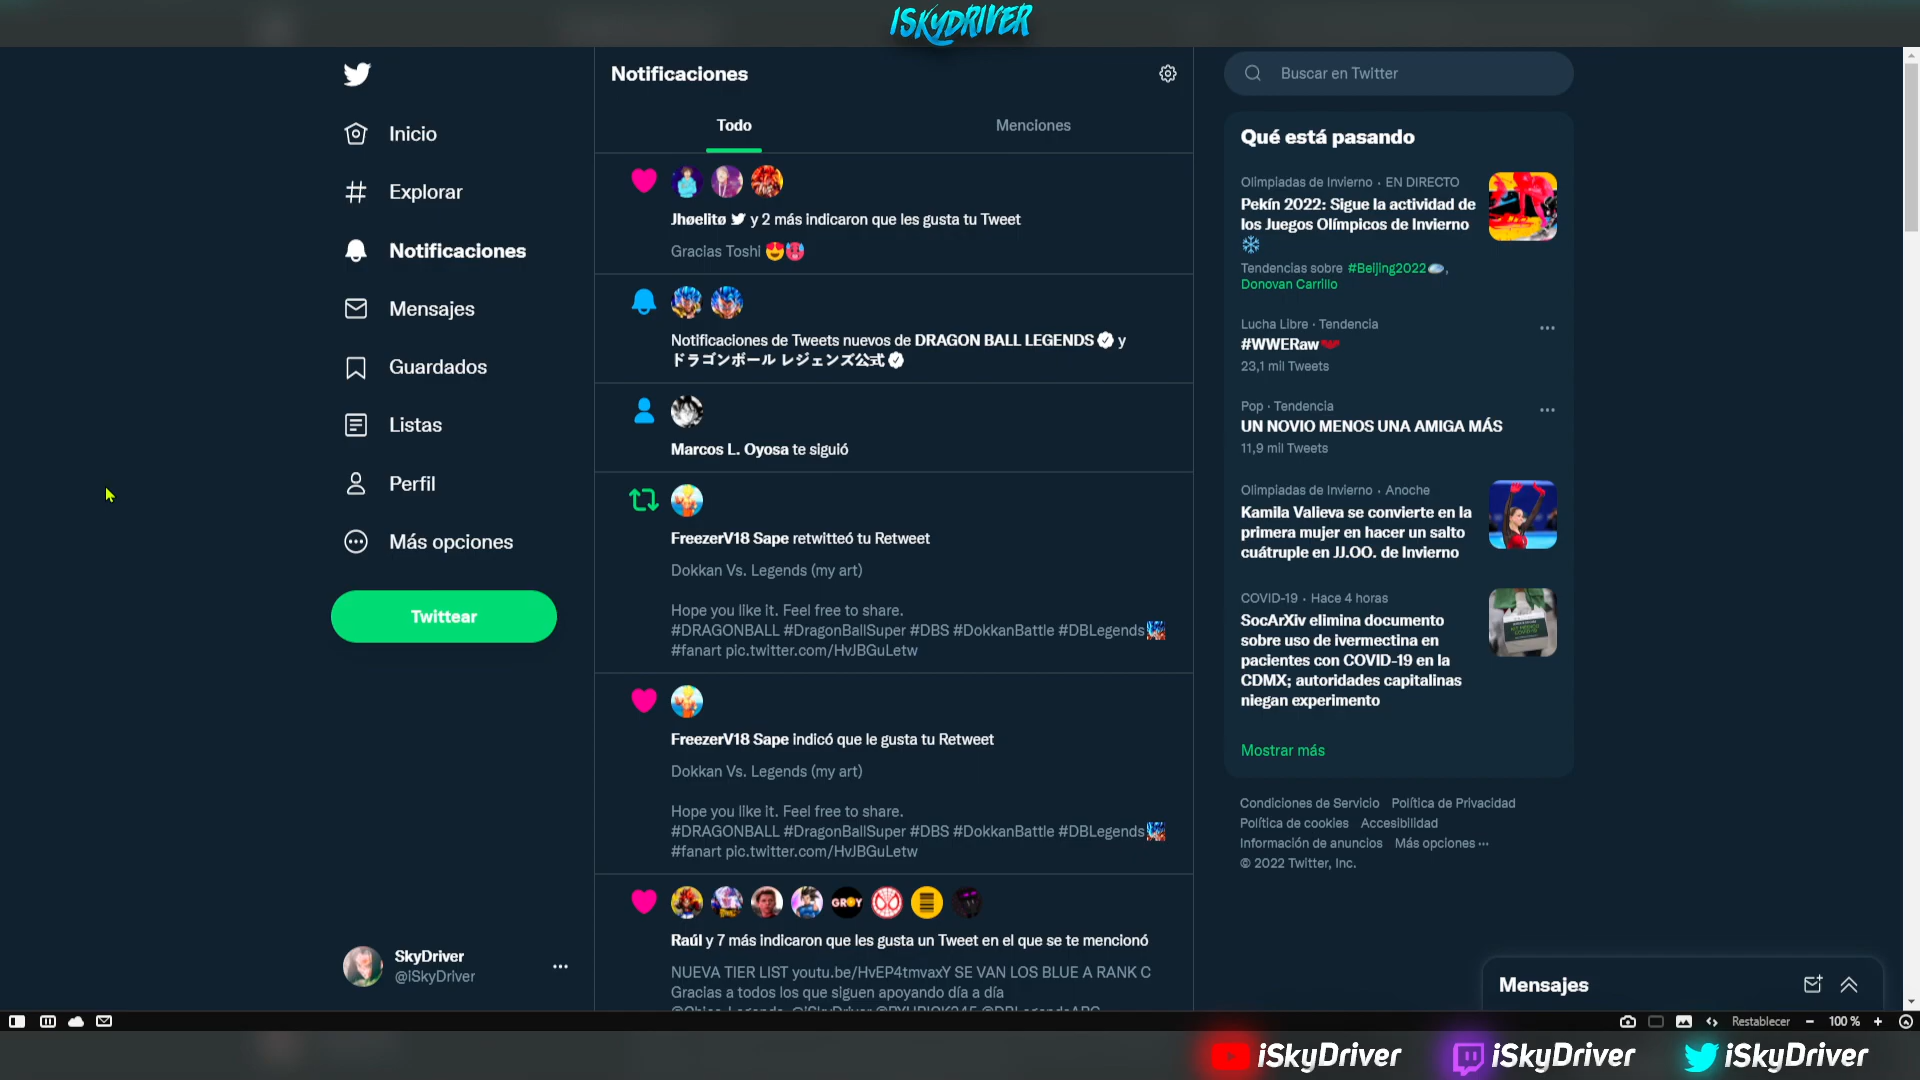 ISKYDRIVER
Inicio
Explorar
Notificaciones
Mensajes
Guardados
Listas
Perfil
Más opciones
Twittear
SkyDriver
@iSkyDriver
Notificaciones
Todo Menciones
Jhøelitø y 2 más indicaron que les gusta tu Tweet
Gracias Toshi 😍🥵
Notificaciones de Tweets nuevos de DRAGON BALL LEGENDS y
ドラゴンボール レジェンズ公式
Marcos L. Oyosa te siguió
FreezerV18 Sape retwitteó tu Retweet
Dokkan Vs. Legends (my art)
Hope you like it. Feel free to share.
#DRAGONBALL #DragonBallSuper #DBS #DokkanBattle #DBLegends
#fanart pic.twitter.com/HvJBGuLetw
FreezerV18 Sape indicó que le gusta tu Retweet
Dokkan Vs. Legends (my art)
Hope you like it. Feel free to share.
#DRAGONBALL #DragonBallSuper #DBS #DokkanBattle #DBLegends
#fanart pic.twitter.com/HvJBGuLetw
GROY
Raúl y 7 más indicaron que les gusta un Tweet en el que se te mencionó
NUEVA TIER LIST youtu.be/HvEP4tmvaxY SE VAN LOS BLUE A RANK C
Gracias a todos los que siguen apoyando día a día
Buscar en Twitter
Qué está pasando
Olimpiadas de Invierno · EN DIRECTO
Pekín 2022: Sigue la actividad de
los Juegos Olímpicos de Invierno
❄
Tendencias sobre #Beijing2022,
Donovan Carrillo
Lucha Libre · Tendencia
#WWERaw
23,1 mil Tweets
Pop · Tendencia
UN NOVIO MENOS UNA AMIGA MÁS
11,9 mil Tweets
Olimpiadas de Invierno · Anoche
Kamila Valieva se convierte en la
primera mujer en hacer un salto
cuátruple en JJ.OO. de Invierno
COVID-19 · Hace 4 horas
SocArXiv elimina documento
sobre uso de ivermectina en
pacientes con COVID-19 en la
CDMX; autoridades capitalinas
niegan experimento
Mostrar más
Condiciones de Servicio Política de Privacidad
Política de cookies Accesibilidad
Información de anuncios Más opciones ···
© 2022 Twitter, Inc.
Mensajes
Restablecer − 100 % +
iSkyDriver iSkyDriver iSkyDriver